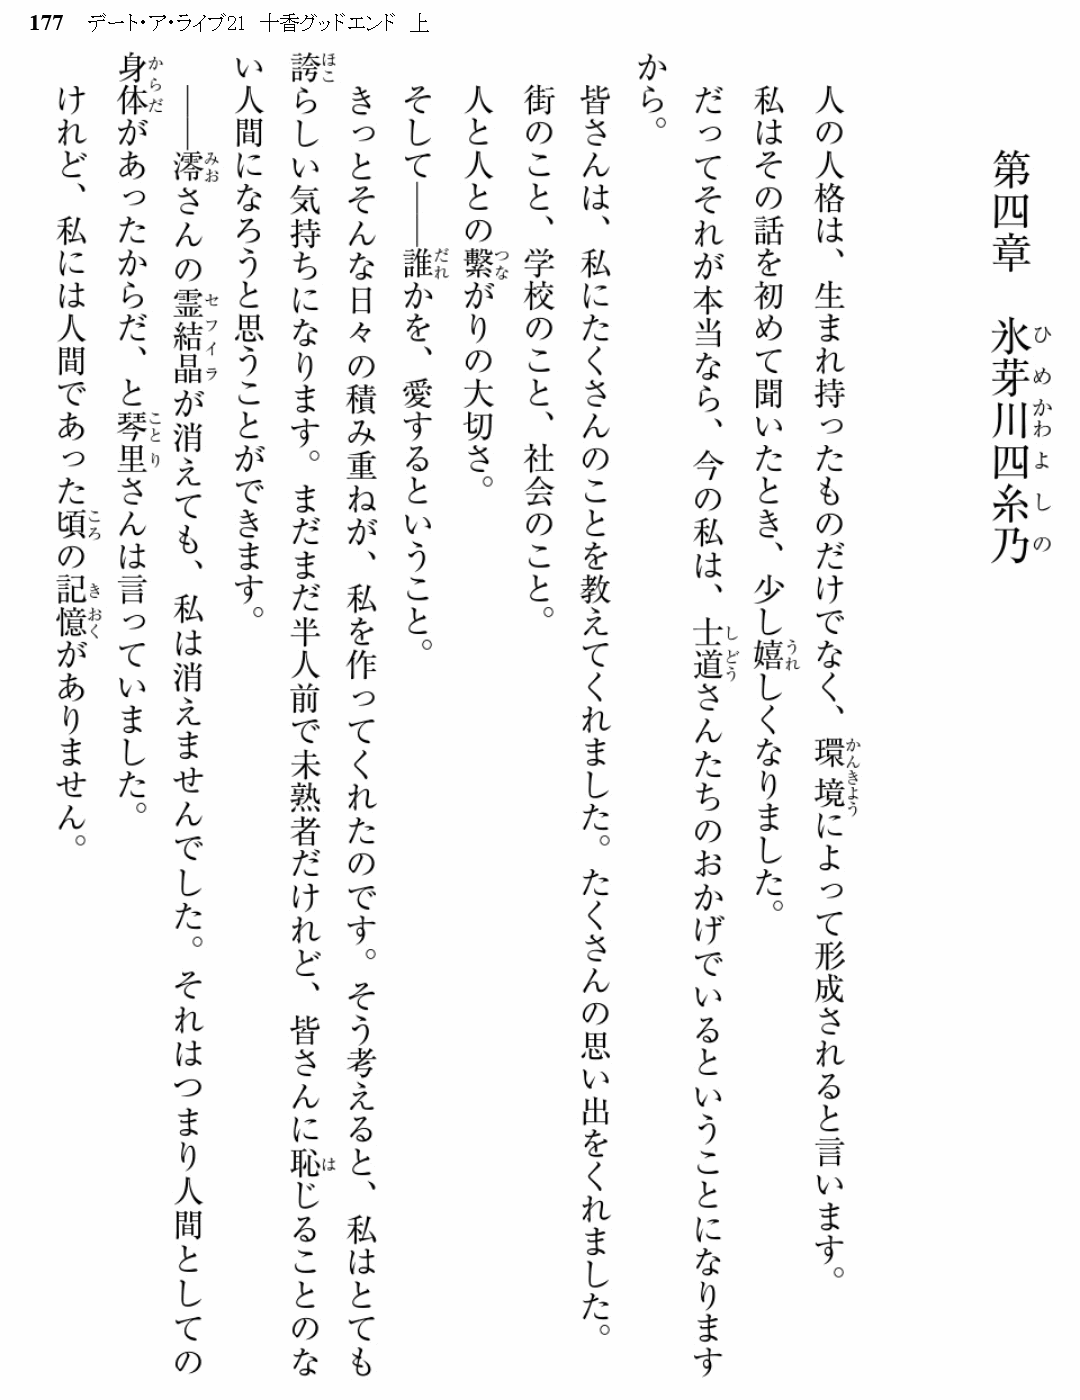 177 デート・ア・ライブ21 十香グッドエンド 上
第四章 氷芽川四糸乃
人の人格は、生まれ持ったものだけでなく、環境によって形成されると言います。
私はその話を初めて聞いたとき、少し嬉しくなりました。
だってそれが本当なら、今の私は、士道さんたちのおかげでいるということになります
から。
皆さんは、私にたくさんのことを教えてくれました。たくさんの思い出をくれました。
街のこと、学校のこと、社会のこと。
人と人との繫がりの大切さ。
そして――誰かを、愛するということ。
きっとそんな日々の積み重ねが、私を作ってくれたのです。そう考えると、私はとても
誇らしい気持ちになります。まだまだ半人前で未熟者だけれど、皆さんに恥じることのな
い人間になろうと思うことができます。
――澪さんの霊結晶が消えても、私は消えませんでした。それはつまり人間としての
身体があったからだ、と琴里さんは言っていました。
けれど、私には人間であった頃の記憶がありません。